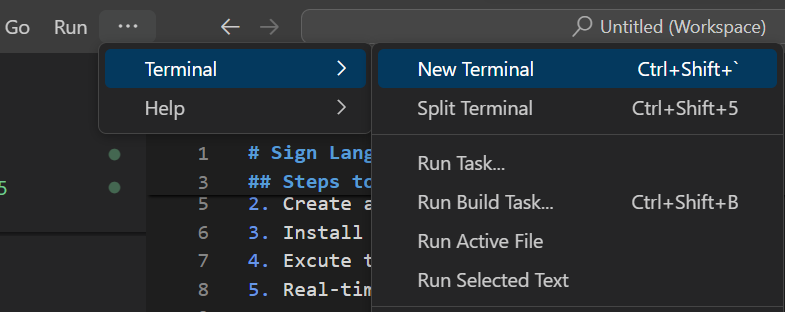 Go Run ··· ← → Untitled (Workspace)
Terminal >
Help >
New Terminal Ctrl+Shift+`
Split Terminal Ctrl+Shift+5
Run Task...
Run Build Task... Ctrl+Shift+B
Run Active File
Run Selected Text
5
1 # Sign Lang
3 ## Steps to
5 2. Create a
6 3. Install
7 4. Excute t
8 5. Real-tim